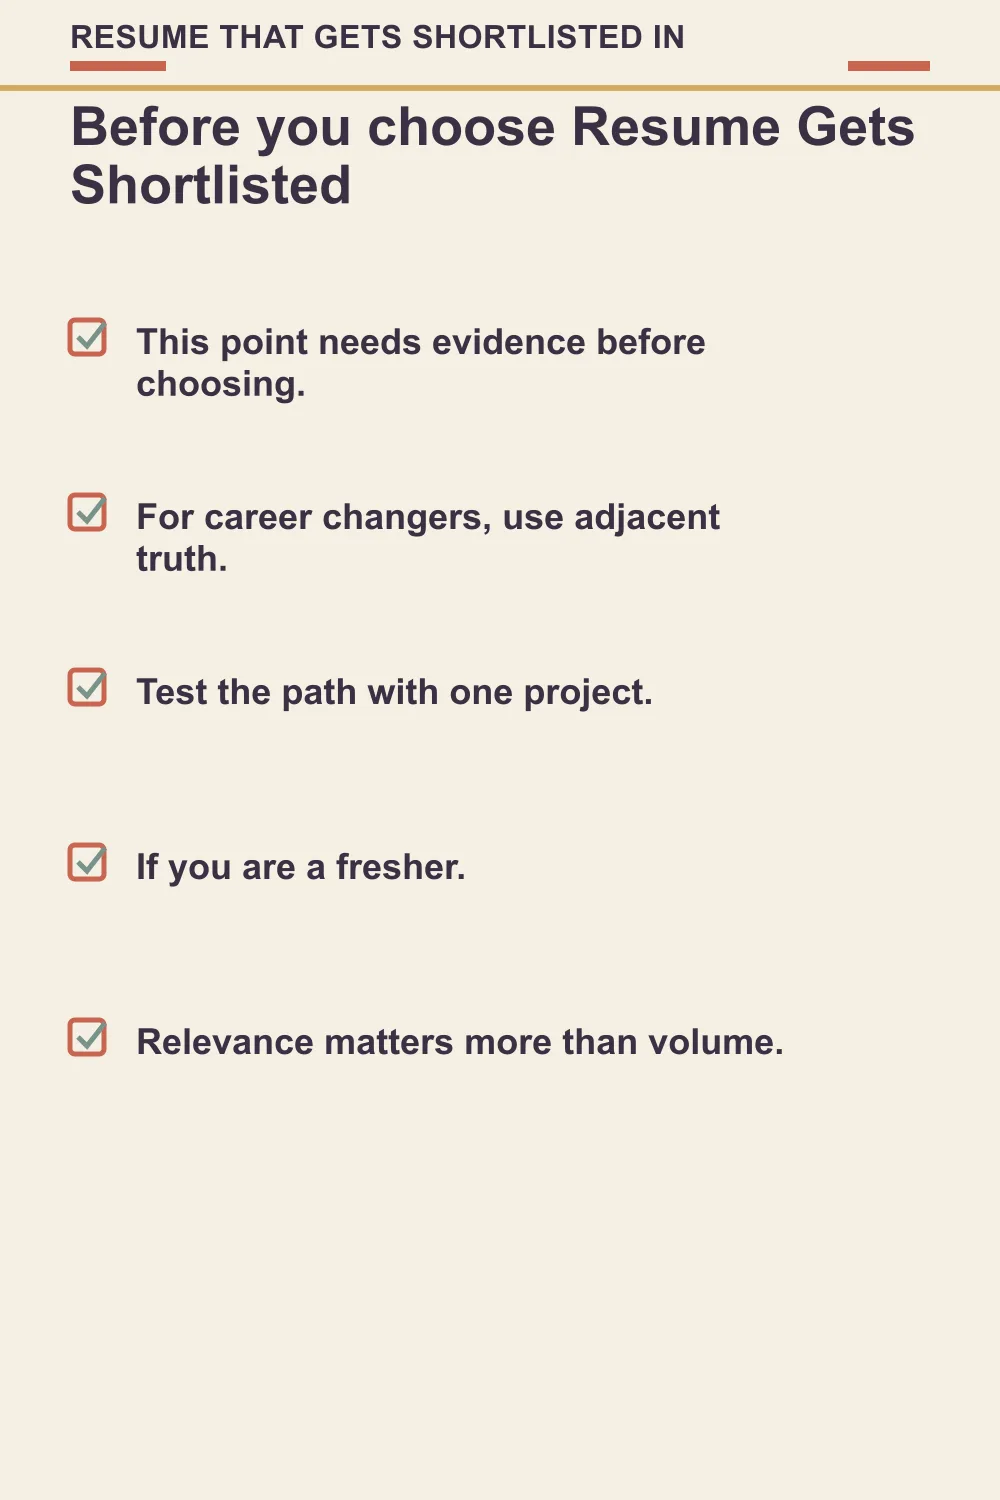 RESUME THAT GETS SHORTLISTED IN
Before you choose Resume Gets
Shortlisted
This point needs evidence before
choosing.
For career changers, use adjacent
truth.
Test the path with one project.
If you are a fresher.
Relevance matters more than volume.